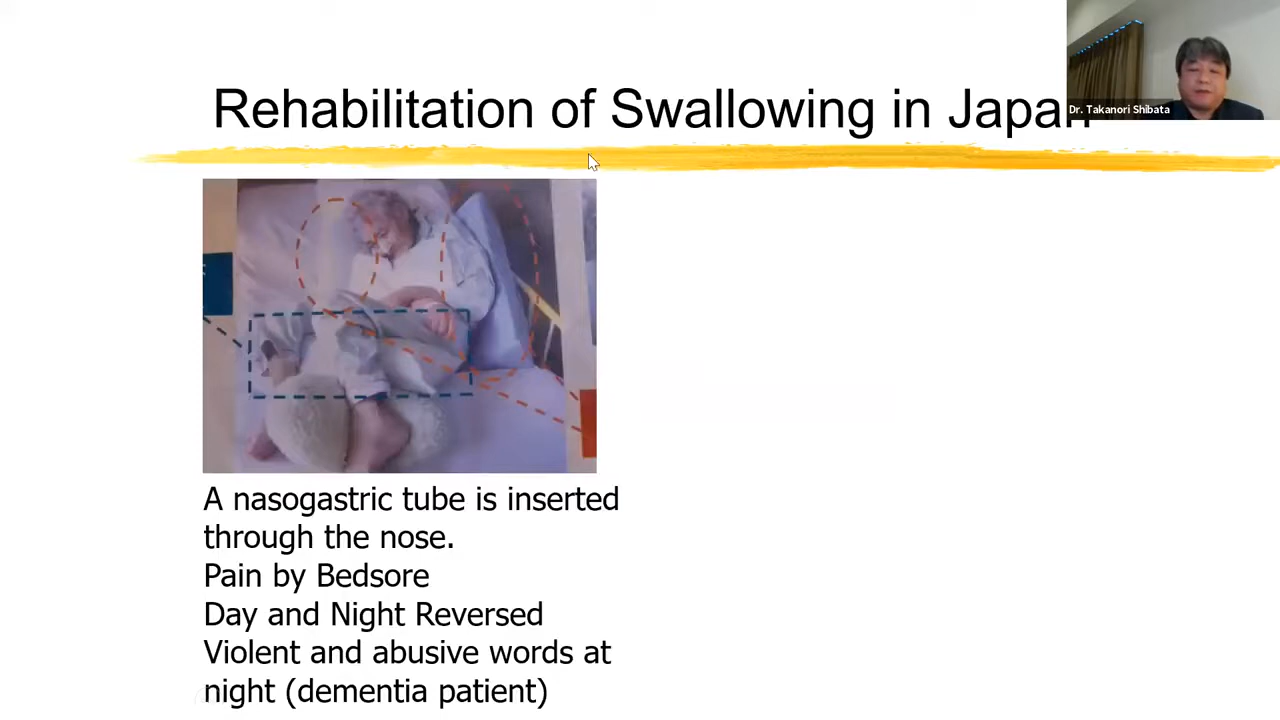 Rehabilitation of Swallowing in Japan
Dr. Takanori Shibata
A nasogastric tube is inserted
through the nose.
Pain by Bedsore
Day and Night Reversed
Violent and abusive words at
night (dementia patient)